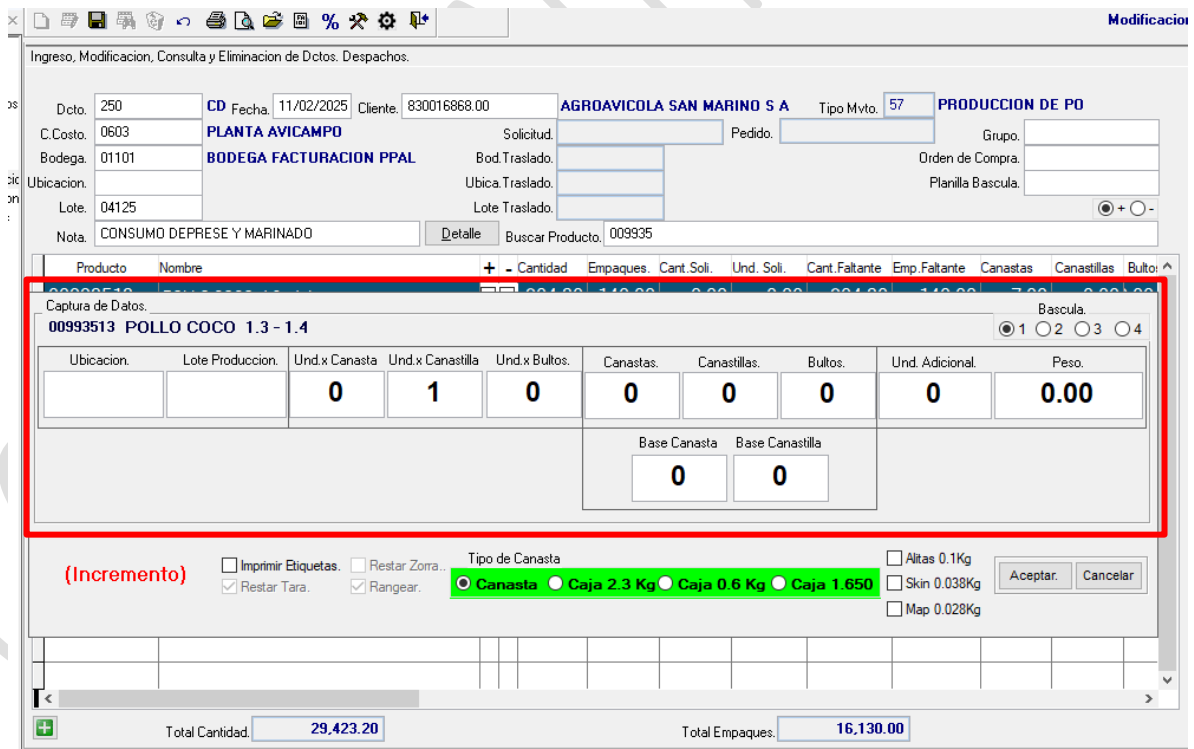 Modificacion
Ingreso, Modificacion, Consulta y Eliminacion de Dctos. Despachos.
Dcto. 250 CD Fecha. 11/02/2025 Cliente. 830016868.00 AGROAVICOLA SAN MARINO S A Tipo Mvto. 57 PRODUCCION DE PO
C.Costo. 0603 PLANTA AVICAMPO Solicitud. Pedido. Grupo.
Bodega. 01101 BODEGA FACTURACION PPAL Bod.Traslado. Orden de Compra.
Ubicacion. Ubica.Traslado. Planilla Bascula.
Lote. 04125 Lote Traslado. + -
Nota. CONSUMO DEPRESE Y MARINADO Detalle Buscar Producto. 009935
Producto Nombre + - Cantidad Empaques. Cant.Soli. Und. Soli. Cant.Faltante Emp.Faltante Canastas Canastillas Bultos
Captura de Datos. Bascula.
00993513 POLLO COCO 1.3 - 1.4 1 2 3 4
Ubicacion. Lote Produccion. Und.x Canasta Und.x Canastilla Und.x Bultos. Canastas. Canastillas. Bultos. Und. Adicional. Peso.
0 1 0 0 0 0 0 0.00
Base Canasta Base Canastilla
0 0
(Incremento) Imprimir Etiquetas. Restar Zorra.. Tipo de Canasta Alitas 0.1Kg
Restar Tara. Rangear. Canasta Caja 2.3 Kg Caja 0.6 Kg Caja 1.650 Skin 0.038Kg Aceptar. Cancelar
Map 0.028Kg
Total Cantidad. 29,423.20 Total Empaques. 16,130.00